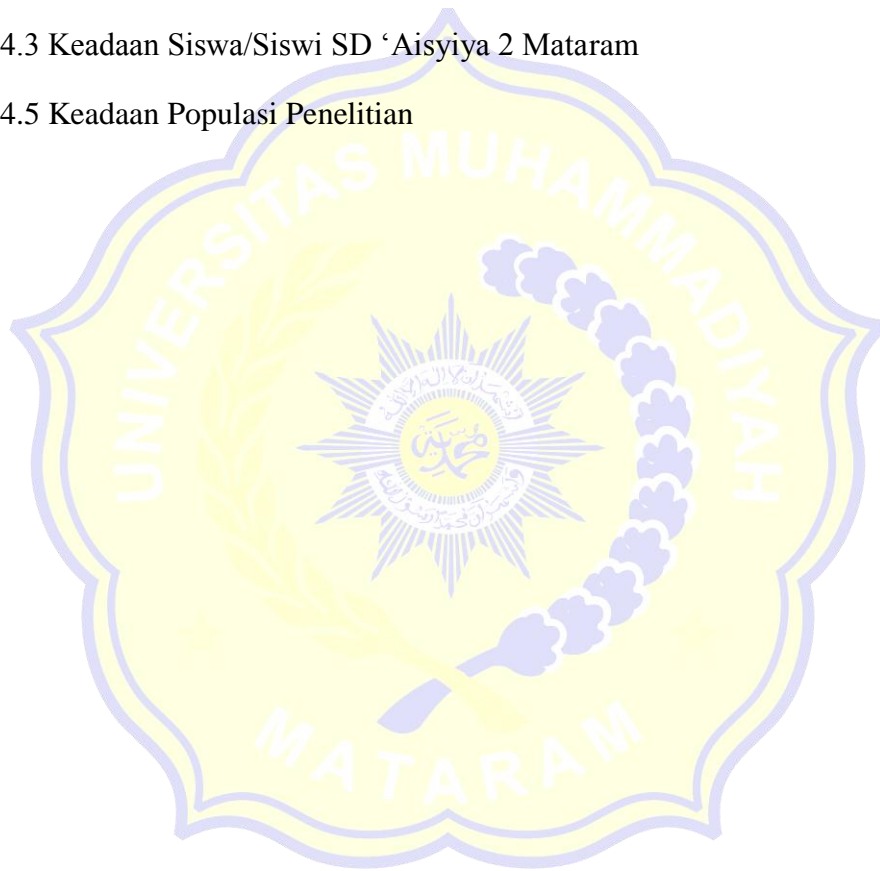 4.3 Keadaan Siswa/Siswi SD ‘Aisyiya 2 Mataram
4.5 Keadaan Populasi Penelitian
UNIVERSITAS MUHAMMADIYAH
MATARAM